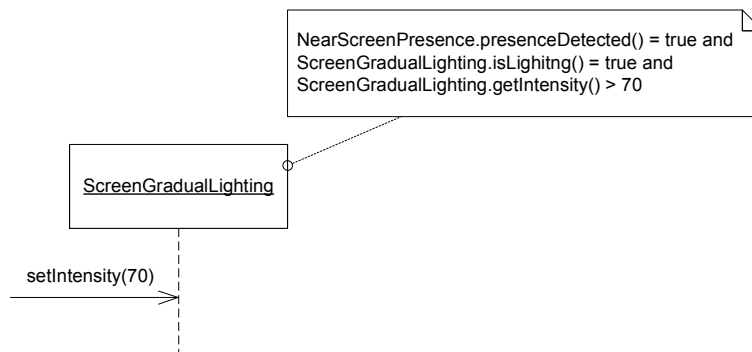 NearScreenPresence.presenceDetected() = true and
ScreenGradualLighting.isLighitng() = true and
ScreenGradualLighting.getIntensity() > 70
ScreenGradualLighting
setIntensity(70)